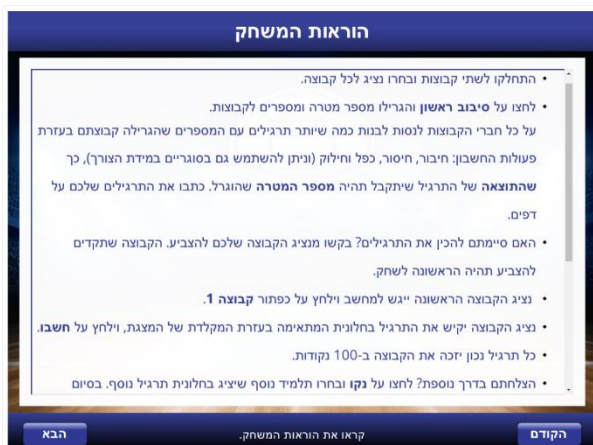 הוראות המשחק
• התחלקו לשתי קבוצות ובחרו נציג לכל קבוצה.
• לחצו על סיבוב ראשון והגרילו מספר מטרה ומספרים לקבוצות.
על כל חברי הקבוצות לנסות לבנות כמה שיותר תרגילים עם המספרים שהגרילה קבוצתם בעזרת
פעולות החשבון: חיבור, חיסור, כפל וחילוק (וניתן להשתמש גם בסוגריים במידת הצורך), כך
שהתוצאה של התרגיל שיתקבל תהיה מספר המטרה שהוגרל. כתבו את התרגילים שלכם על
דפים.
• האם סיימתם להכין את התרגילים? בקשו מנציג הקבוצה שלכם להצביע. הקבוצה שתקדים
להצביע תהיה הראשונה לשחק.
• נציג הקבוצה הראשונה ייגש למחשב וילחץ על כפתור קבוצה 1.
• נציג הקבוצה יקיש את התרגיל בחלונית המתאימה בעזרת המקלדת של המצגת, וילחץ על חשבו.
• כל תרגיל נכון יזכה את הקבוצה ב-100 נקודות.
• הצלחתם בדרך נוספת? לחצו על נקו ובחרו תלמיד נוסף שיציג בחלונית תרגיל נוסף. בסיום
הקודם
קראו את הוראות המשחק.
הבא